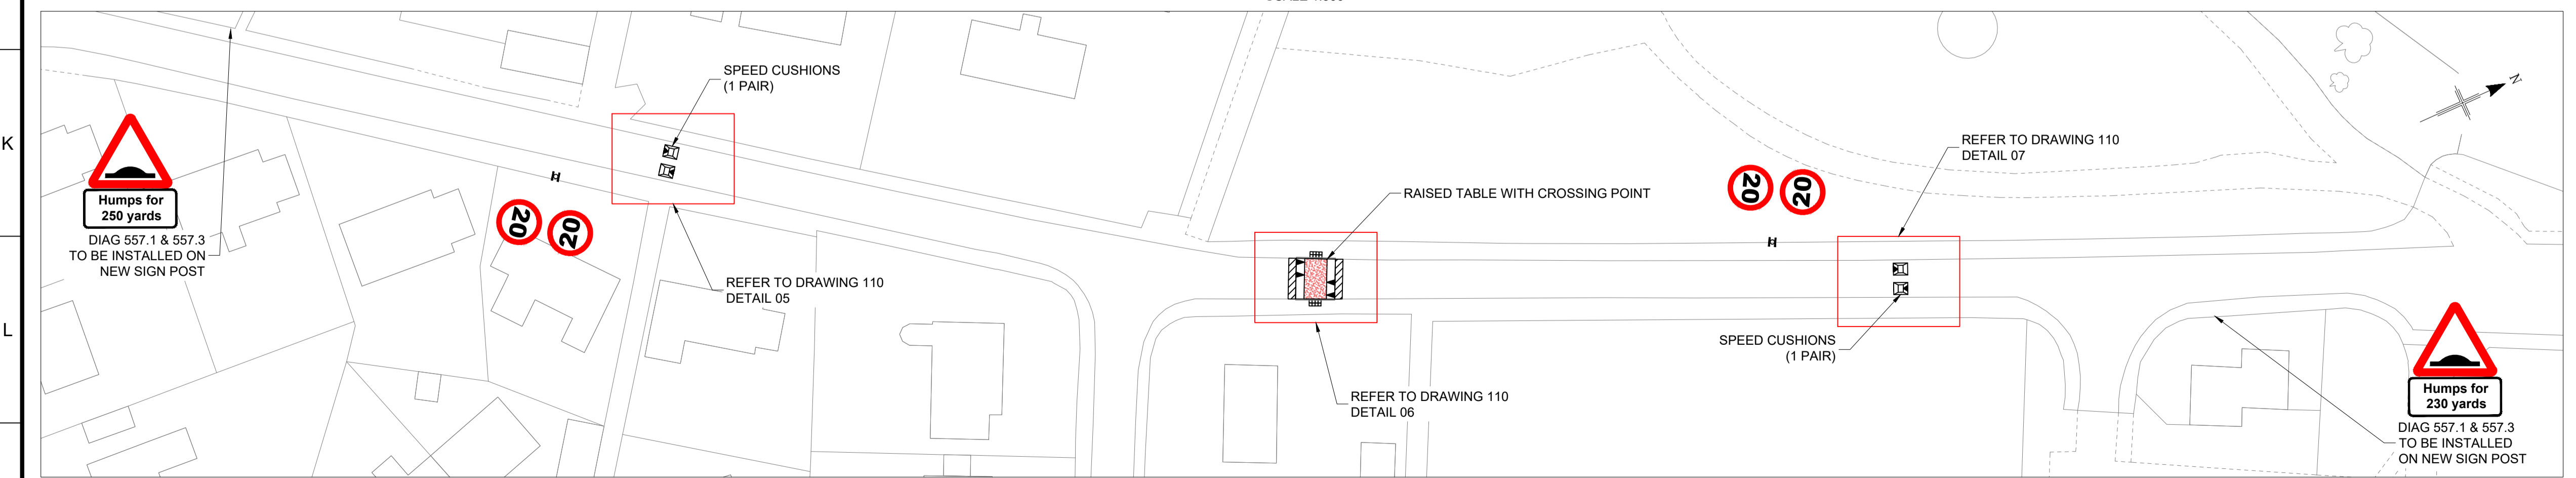 K
L
SPEED CUSHIONS
(1 PAIR)
Humps for
250 yards
DIAG 557.1 & 557.3
TO BE INSTALLED ON
NEW SIGN POST
20
20
REFER TO DRAWING 110
DETAIL 05
RAISED TABLE WITH CROSSING POINT
REFER TO DRAWING 110
DETAIL 06
20
20
REFER TO DRAWING 110
DETAIL 07
SPEED CUSHIONS
(1 PAIR)
N
Humps for
230 yards
DIAG 557.1 & 557.3
TO BE INSTALLED
ON NEW SIGN POST